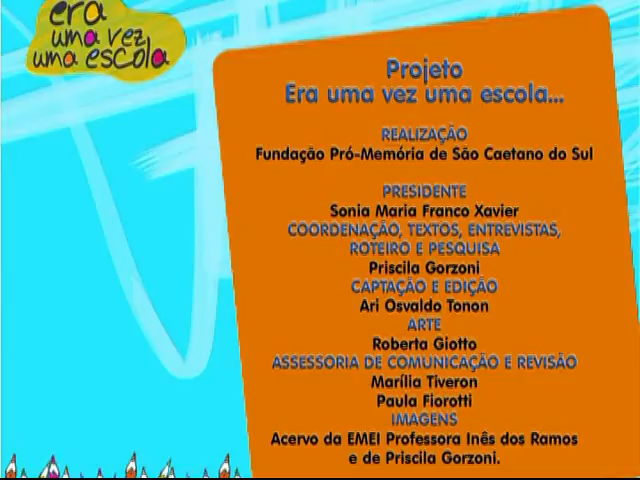 era
uma vez
uma escola
Projeto
Era uma vez uma escola...
REALIZAÇÃO
Fundação Pró-Memória de São Caetano do Sul
PRESIDENTE
Sonia Maria Franco Xavier
COORDENAÇÃO, TEXTOS, ENTREVISTAS,
ROTEIRO E PESQUISA
Priscila Gorzoni
CAPTAÇÃO E EDIÇÃO
Ari Osvaldo Tonon
ARTE
Roberta Giotto
ASSESSORIA DE COMUNICAÇÃO E REVISÃO
Marília Tiveron
Paula Fiorotti
IMAGENS
Acervo da EMEI Professora Inês dos Ramos
e de Priscila Gorzoni.